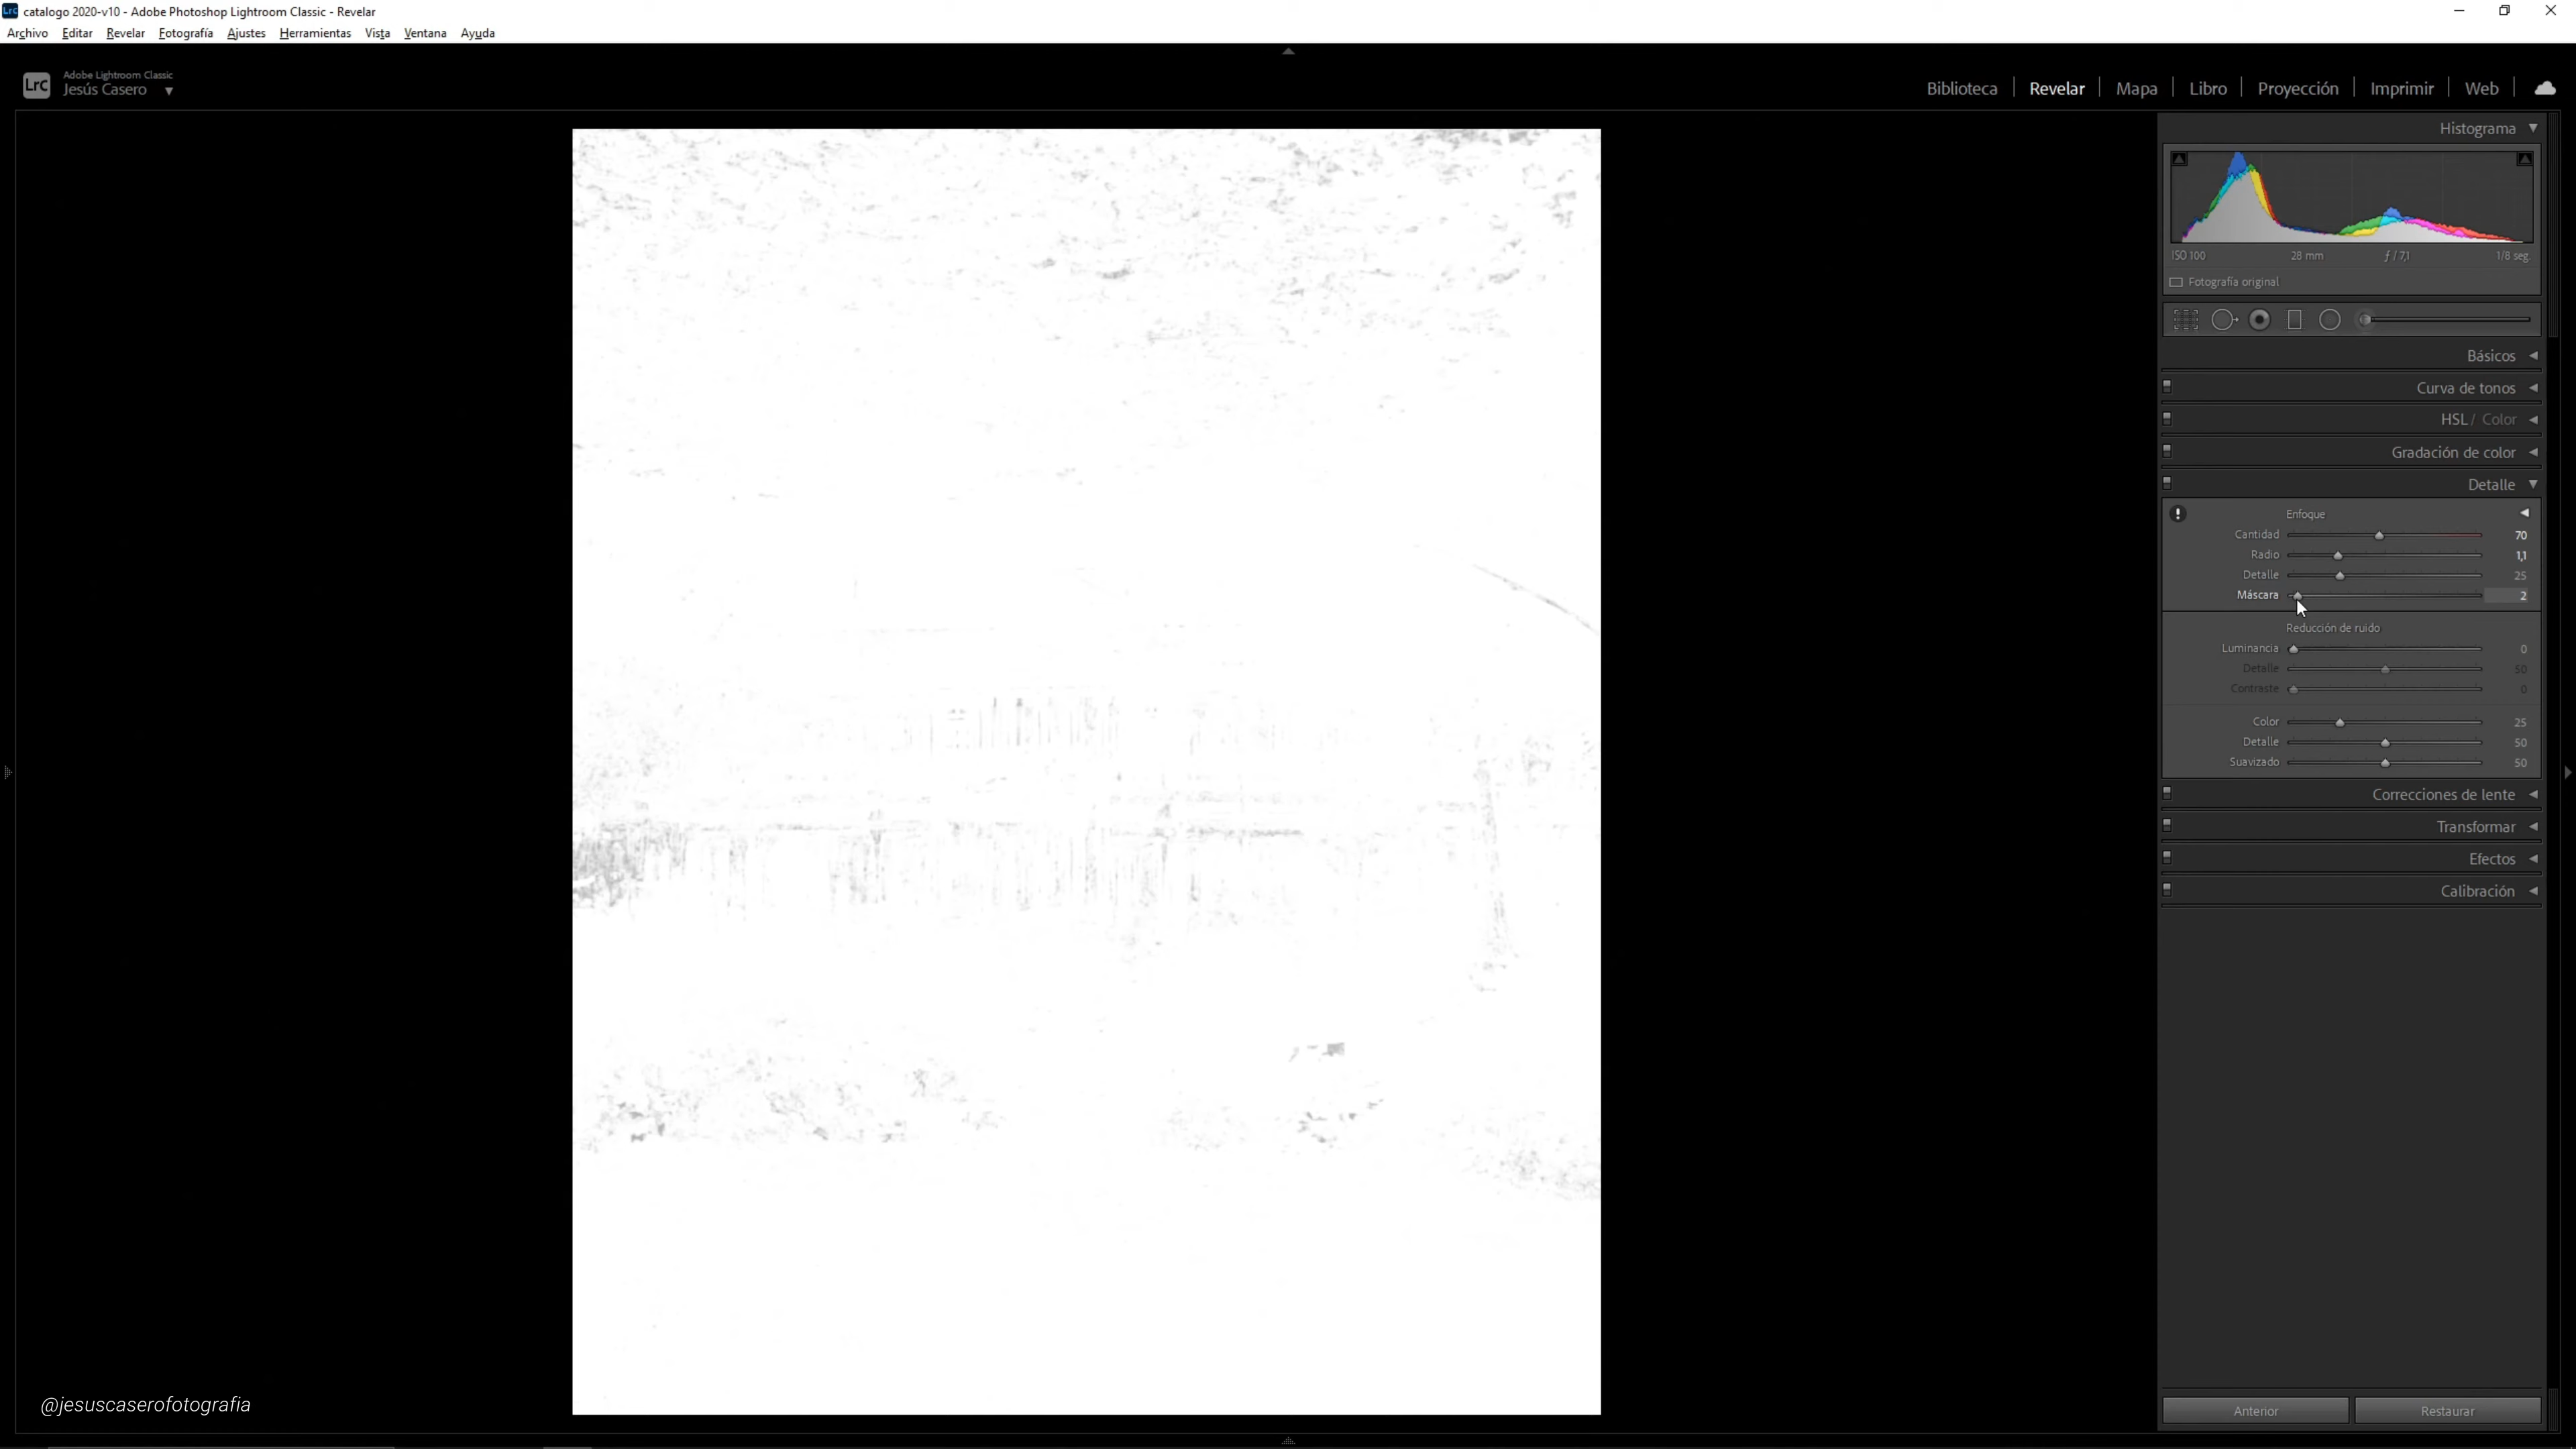 Lrc catalogo 2020-v10 - Adobe Photoshop Lightroom Classic - Revelar
Archivo Editar Revelar Fotografía Ajustes Herramientas Vista Ventana Ayuda
LrC Adobe Lightroom Classic
Jesús Casero
Biblioteca | Revelar | Mapa | Libro | Proyección | Imprimir | Web |
Histograma
ISO 100 28 mm ƒ / 7,1 1/8 seg.
Fotografía original
Básicos
Curva de tonos
HSL / Color
Gradación de color
Detalle
Enfoque
Cantidad 70
Radio 1,1
Detalle 25
Máscara 2
Reducción de ruido
Luminancia 0
Detalle 50
Contraste 0
Color 25
Detalle 50
Suavizado 50
Correcciones de lente
Transformar
Efectos
Calibración
Anterior Restaurar
@jesuscaserofotografia